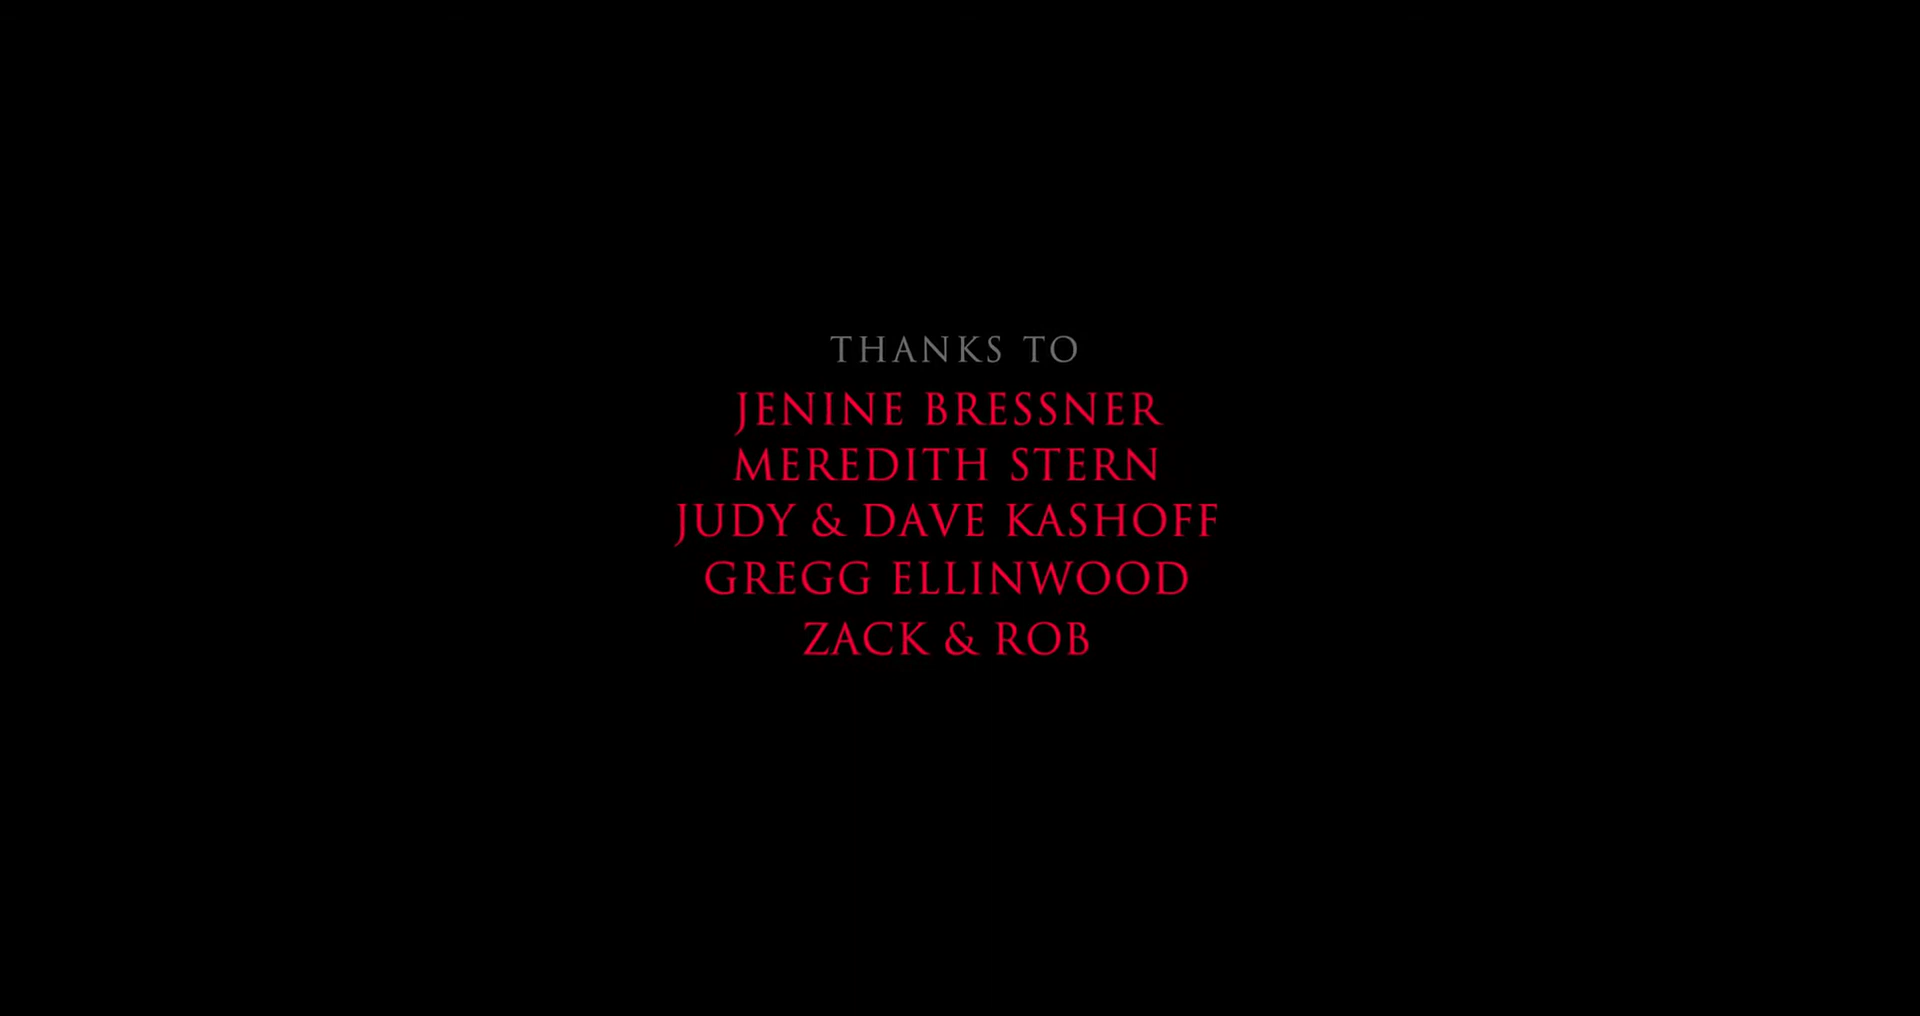 THANKS TO
JENINE BRESSNER
MEREDITH STERN
JUDY & DAVE KASHOFF
GREGG ELLINWOOD
ZACK & ROB